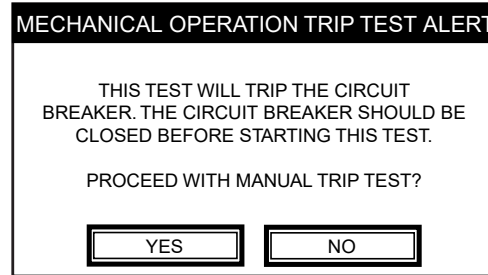 MECHANICAL OPERATION TRIP TEST ALERT
THIS TEST WILL TRIP THE CIRCUIT
BREAKER. THE CIRCUIT BREAKER SHOULD BE
CLOSED BEFORE STARTING THIS TEST.
PROCEED WITH MANUAL TRIP TEST?
YES NO